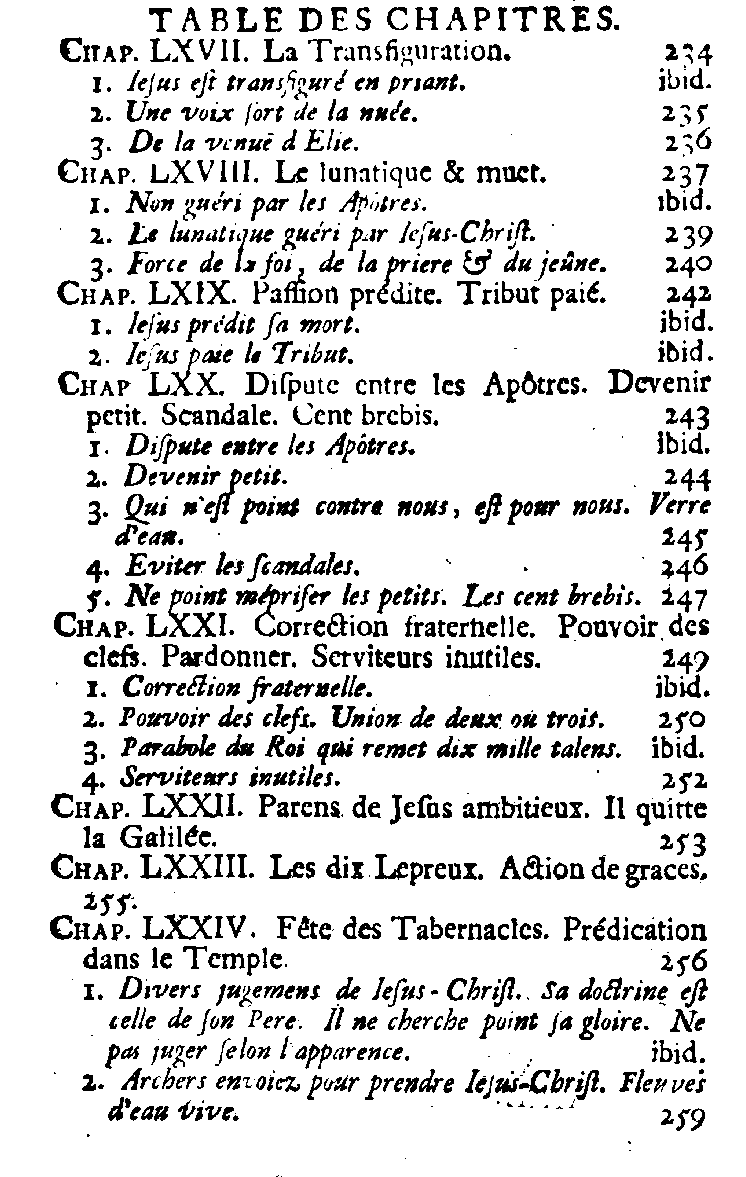 TABLE DES CHAPITRES.
CHAP. LXVII. La Transfiguration. 234
1. Iesus est transfiguré en priant. ibid.
2. Une voix sort de la nuée. 235
3. De la venuë d Elie. 236
CHAP. LXVIII. Le lunatique & muet. 237
1. Non guéri par les Apôtres. ibid.
2. Le lunatique guéri par Iesus-Christ. 239
3. Force de la foi, de la priere & du jeûne. 240
CHAP. LXIX. Passion prédite. Tribut paié. 242
1. Iesus prédit sa mort. ibid.
2. Iesus paie le Tribut. ibid.
CHAP LXX. Dispute entre les Apôtres. Devenir
petit. Scandale. Cent brebis. 243
1. Dispute entre les Apôtres. ibid.
2. Devenir petit. 244
3. Qui n'est point contre nous, est pour nous. Verre
d'eau. 245
4. Eviter les scandales. 246
5. Ne point mépriser les petits. Les cent brebis. 247
CHAP. LXXI. Correction fraternelle. Pouvoir des
clefs. Pardonner. Serviteurs inutiles. 249
1. Correction fraternelle. ibid.
2. Pouvoir des clefs. Union de deux ou troit. 250
3. Parabole du Roi qui remet dix mille talens. ibid.
4. Serviteurs inutiles. 252
CHAP. LXXII. Parens de Jesus ambitieux. Il quitte
la Galilée. 253
CHAP. LXXIII. Les dix Lepreux. Action de graces.
255.
CHAP. LXXIV. Fête des Tabernacles. Prédication
dans le Temple. 256
1. Divers jugemens de Iesus-Christ. Sa doctrine est
celle de son Pere. Il ne cherche point sa gloire. Ne
pas juger selon l'apparence. ibid.
2. Archers envoiez pour prendre Iesus-Christ. Fleuves
d'eau vive. 259